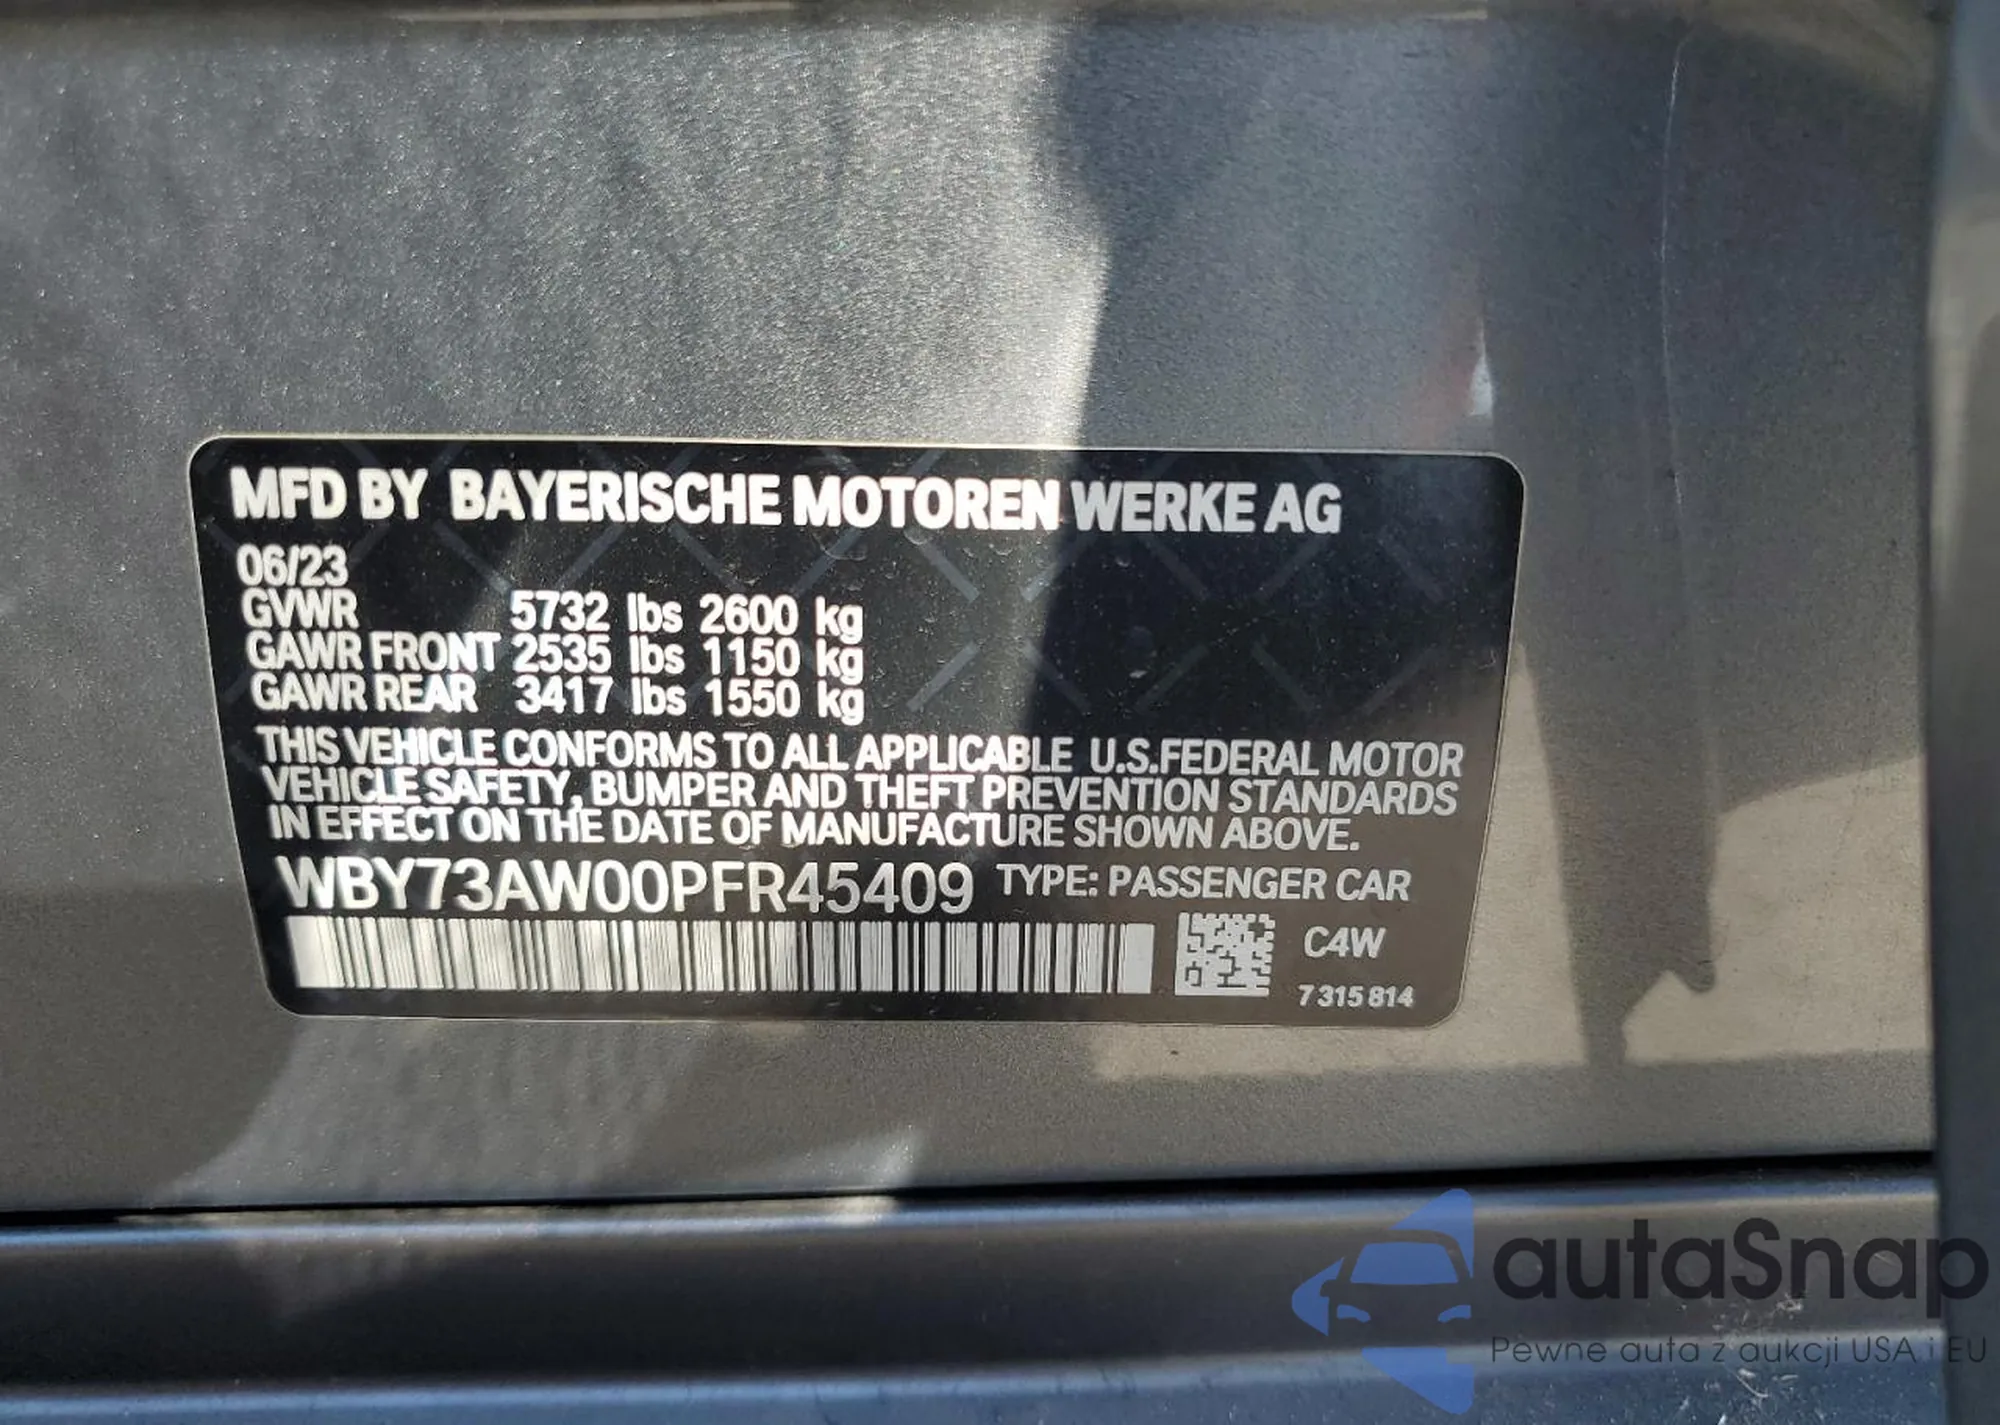 MFD BY BAYERISCHE MOTOREN WERKE AG
06/23
GVWR 5732 lbs 2600 kg
GAWR FRONT 2535 lbs 1150 kg
GAWR REAR 3417 lbs 1550 kg
THIS VEHICLE CONFORMS TO ALL APPLICABLE U.S.FEDERAL MOTOR
VEHICLE SAFETY, BUMPER AND THEFT PREVENTION STANDARDS
IN EFFECT ON THE DATE OF MANUFACTURE SHOWN ABOVE.
WBY73AW00PFR45409 TYPE: PASSENGER CAR
C4W
7 315 814
autaSnap
Pewne auta z aukcji USA i EU